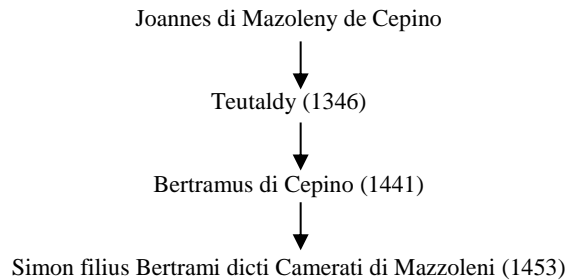 Joannes di Mazoleny de Cepino
Teutaldy (1346)
Bertramus di Cepino (1441)
Simon filius Bertrami dicti Camerati di Mazzoleni (1453)